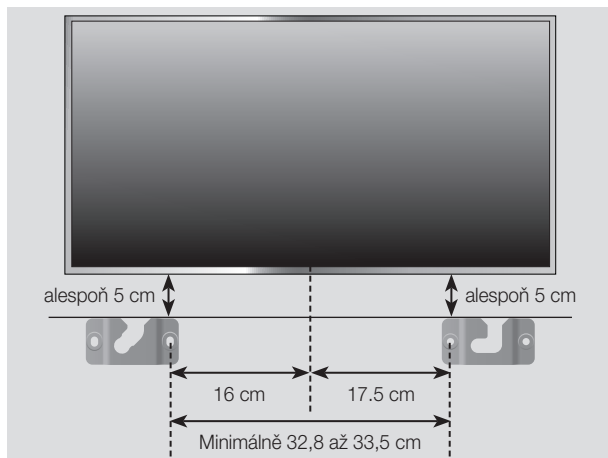 alespoň 5 cm
alespoň 5 cm
16 cm
17.5 cm
Minimálně 32,8 až 33,5 cm